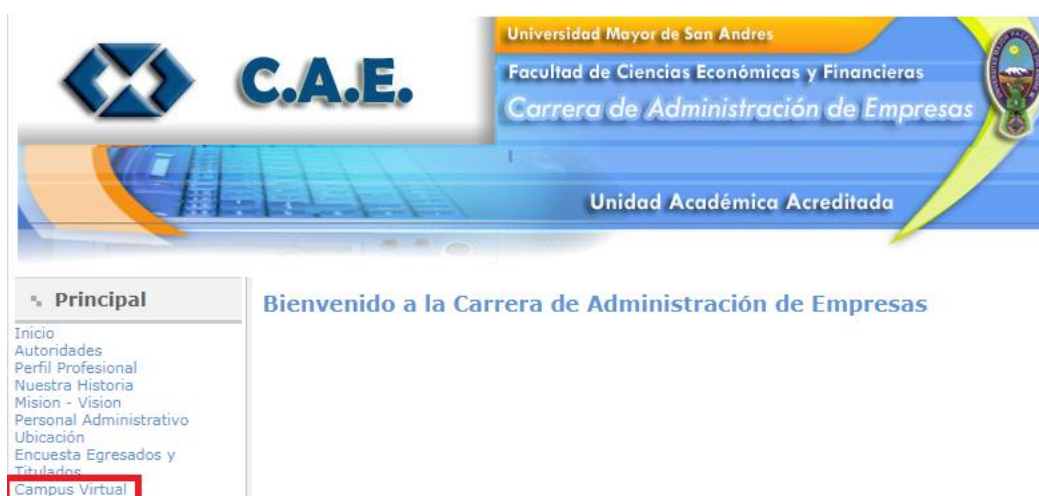 C.A.E.
Universidad Mayor de San Andres
Facultad de Ciencias Económicas y Financieras
Carrera de Administración de Empresas
Unidad Académica Acreditada
Principal
Bienvenido a la Carrera de Administración de Empresas
Inicio
Autoridades
Perfil Profesional
Nuestra Historia
Mision - Vision
Personal Administrativo
Ubicación
Encuesta Egresados y
Titulados
Campus Virtual